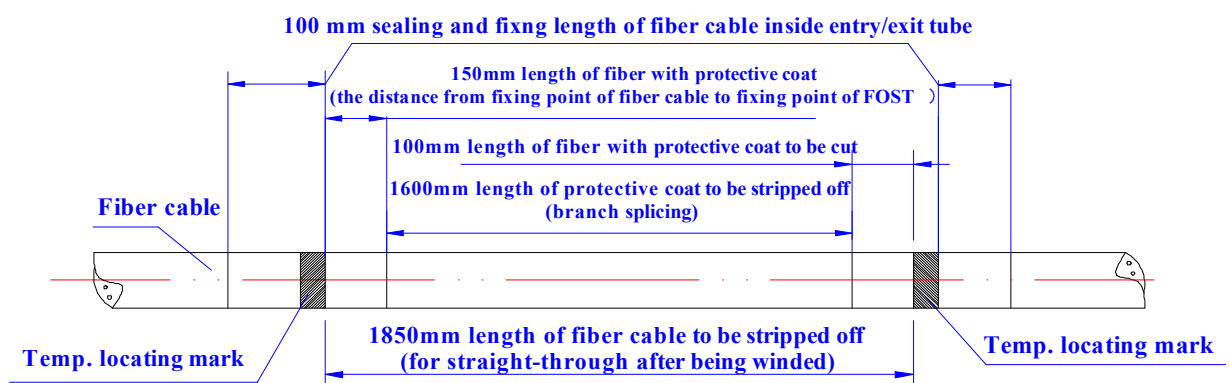 100 mm sealing and fixng length of fiber cable inside entry/exit tube
150mm length of fiber with protective coat
(the distance from fixing point of fiber cable to fixing point of FOST ）
100mm length of fiber with protective coat to be cut
1600mm length of protective coat to be stripped off
(branch splicing)
Fiber cable
1850mm length of fiber cable to be stripped off
(for straight-through after being winded)
Temp. locating mark
Temp. locating mark